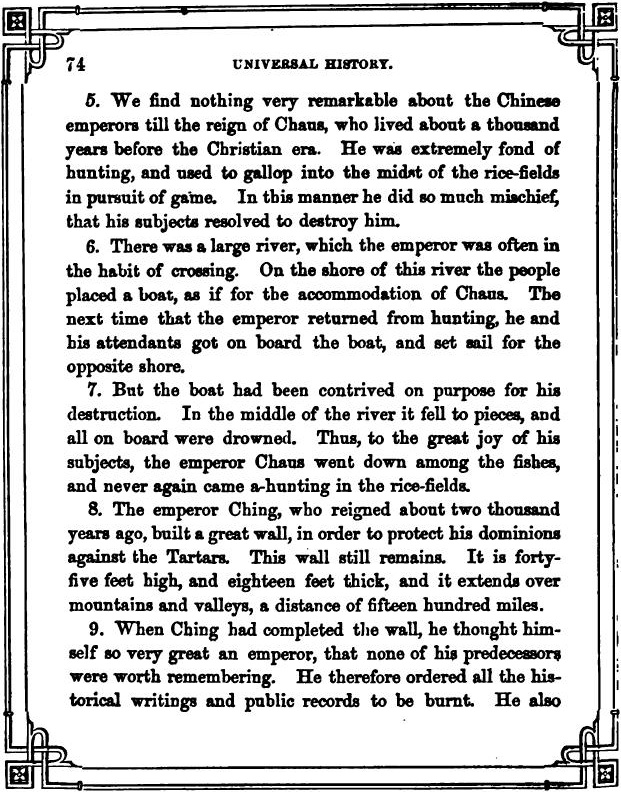 74
UNIVERSAL HISTORY.
5. We find nothing very remarkable about the Chinese
emperors till the reign of Chaus, who lived about a thousand
years before the Christian era. He was extremely fond of
hunting, and used to gallop into the midst of the rice-fields
in pursuit of game. In this manner he did so much mischief,
that his subjects resolved to destroy him.
6. There was a large river, which the emperor was often in
the habit of crossing. On the shore of this river the people
placed a boat, as if for the accommodation of Chaus. The
next time that the emperor returned from hunting, he and
his attendants got on board the boat, and set sail for the
opposite shore.
7. But the boat had been contrived on purpose for his
destruction. In the middle of the river it fell to pieces, and
all on board were drowned. Thus, to the great joy of his
subjects, the emperor Chaus went down among the fishes,
and never again came a-hunting in the rice-fields.
8. The emperor Ching, who reigned about two thousand
years ago, built a great wall, in order to protect his dominions
against the Tartars. This wall still remains. It is forty-
five feet high, and eighteen feet thick, and it extends over
mountains and valleys, a distance of fifteen hundred miles.
9. When Ching had completed the wall, he thought him-
self so very great an emperor, that none of his predecessors
were worth remembering. He therefore ordered all the his-
torical writings and public records to be burnt. He also